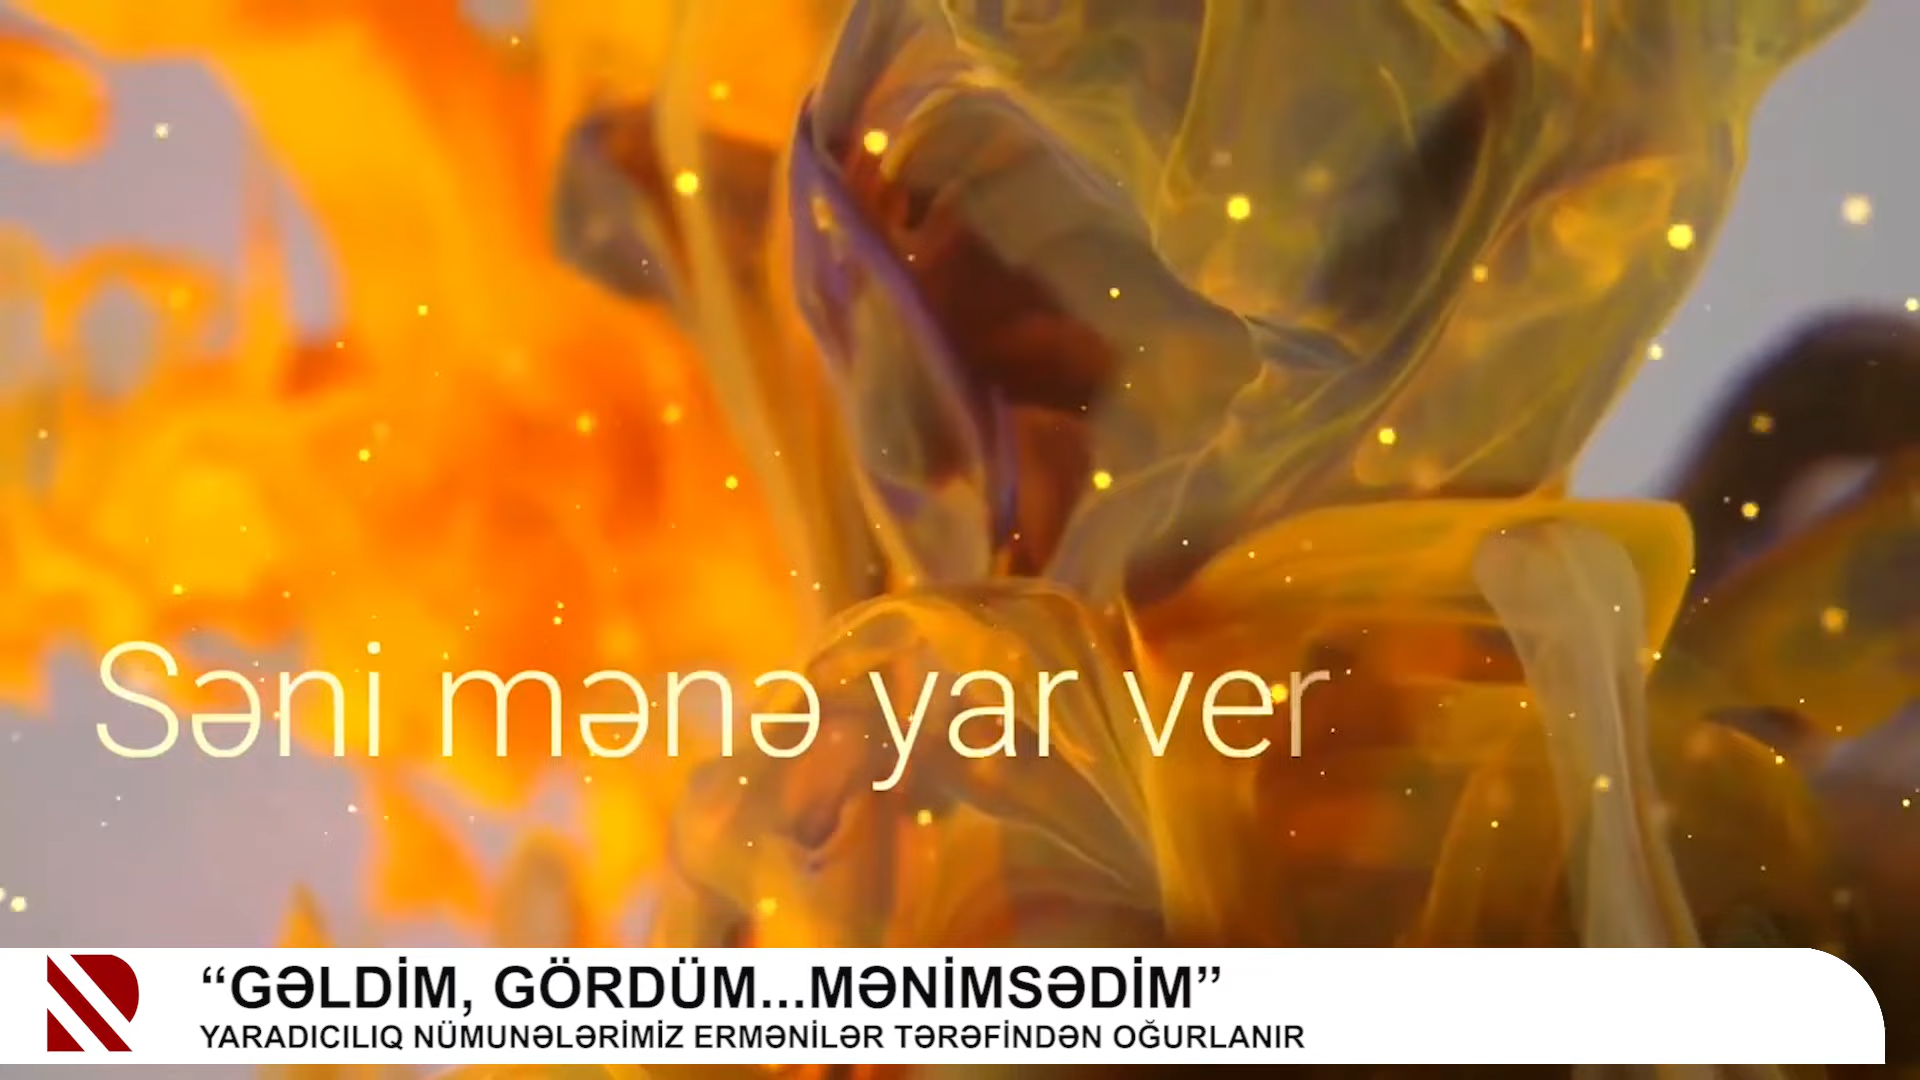 Səni mənə yar ver
“GƏLDİM, GÖRDÜM...MƏNİMSƏDİM”
YARADICILIQ NÜMUNƏLƏRİMİZ ERMƏNİLƏR TƏRƏFİNDƏN OĞURLANIR